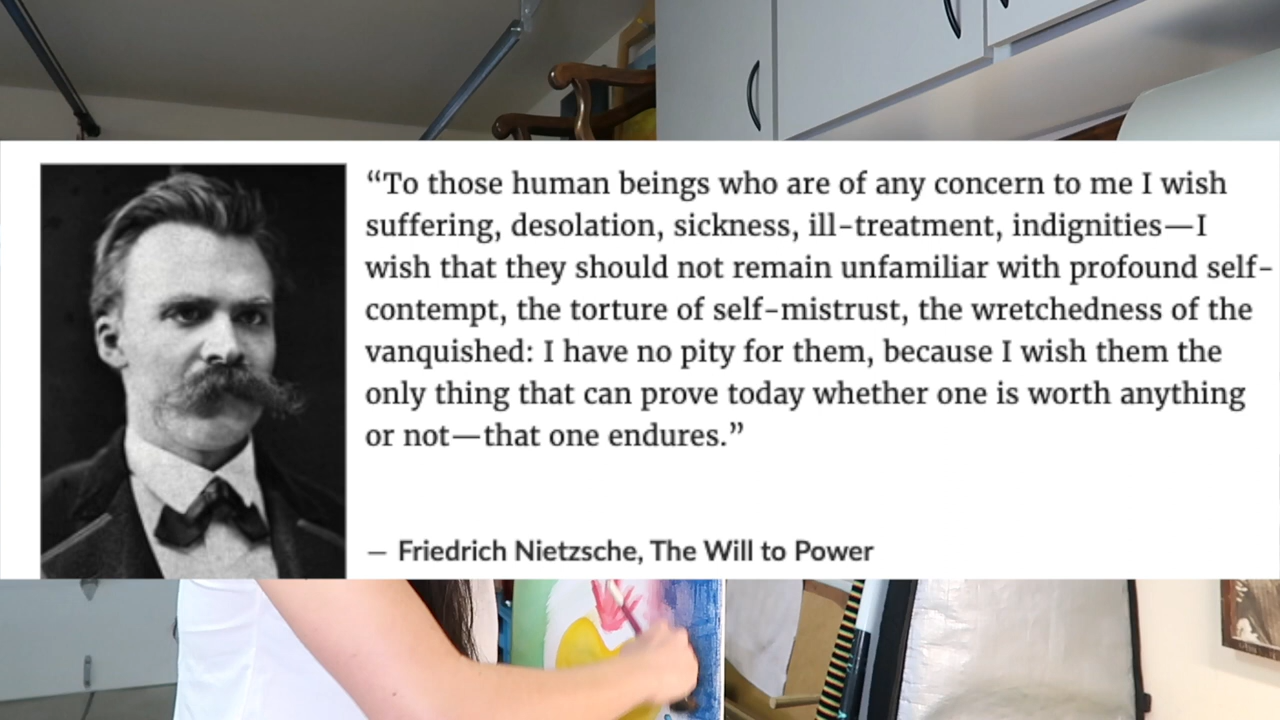 “To those human beings who are of any concern to me I wish
suffering, desolation, sickness, ill-treatment, indignities—I
wish that they should not remain unfamiliar with profound self-
contempt, the torture of self-mistrust, the wretchedness of the
vanquished: I have no pity for them, because I wish them the
only thing that can prove today whether one is worth anything
or not—that one endures.”
— Friedrich Nietzsche, The Will to Power